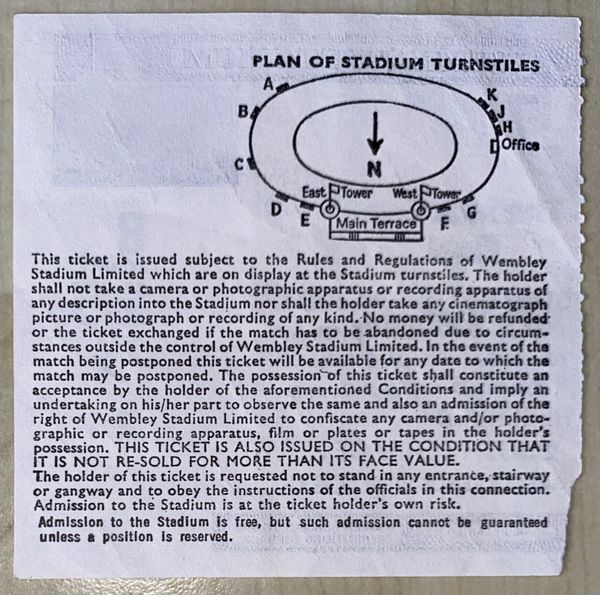 PLAN OF STADIUM TURNSTILES
A
K
B
J
H
I Office
C
N
East Tower West Tower
D
E
F
G
Main Terrace
This ticket is issued subject to the Rules and Regulations of Wembley
Stadium Limited which are on display at the Stadium turnstiles. The holder
shall not take a camera or photographic apparatus or recording apparatus of
any description into the Stadium nor shall the holder take any cinematograph
picture or photograph or recording of any kind. No money will be refunded
or the ticket exchanged if the match has to be abandoned due to circum-
stances outside the control of Wembley Stadium Limited. In the event of the
match being postponed this ticket will be available for any date to which the
match may be postponed. The possession of this ticket shall constitute an
acceptance by the holder of the aforementioned Conditions and imply an
undertaking on his/her part to observe the same and also an admission of the
right of Wembley Stadium Limited to confiscate any camera and/or photo-
graphic or recording apparatus, film or plates or tapes in the holder's
possession. THIS TICKET IS ALSO ISSUED ON THE CONDITION THAT
IT IS NOT RE-SOLD FOR MORE THAN ITS FACE VALUE.
The holder of this ticket is requested not to stand in any entrance, stairway
or gangway and to obey the instructions of the officials in this connection.
Admission to the Stadium is at the ticket holder's own risk.
Admission to the Stadium is free, but such admission cannot be guaranteed
unless a position is reserved.